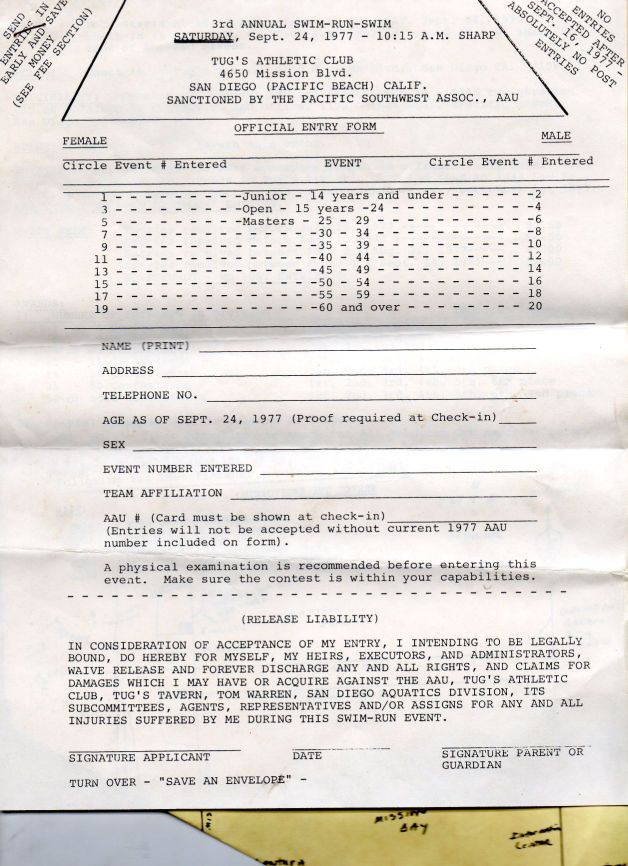 SEND IN
ENTRIES
EARLY AND SAVE
MONEY
(SEE FEE SECTION)
NO
ENTRIES
ACCEPTED AFTER
SEPT. 16, 1977 -
ABSOLUTELY NO POST
ENTRIES
3rd ANNUAL SWIM-RUN-SWIM
SATURDAY, Sept. 24, 1977 - 10:15 A.M. SHARP
TUG'S ATHLETIC CLUB
4650 Mission Blvd.
SAN DIEGO (PACIFIC BEACH) CALIF.
SANCTIONED BY THE PACIFIC SOUTHWEST ASSOC., AAU
OFFICIAL ENTRY FORM
FEMALE MALE
Circle Event # Entered EVENT Circle Event # Entered
1 - - - - - - - - -Junior - 14 years and under - - - - - -2
3 - - - - - - - - -Open - 15 years -24 - - - - - - - - - -4
5 - - - - - - - - -Masters - 25 - 29 - - - - - - - - - - -6
7 - - - - - - - - - - - - - - -30 - 34 - - - - - - - - - - -8
9 - - - - - - - - - - - - - - -35 - 39 - - - - - - - - - - 10
11 - - - - - - - - - - - - - - -40 - 44 - - - - - - - - - - 12
13 - - - - - - - - - - - - - - -45 - 49 - - - - - - - - - - 14
15 - - - - - - - - - - - - - - -50 - 54 - - - - - - - - - - 16
17 - - - - - - - - - - - - - - -55 - 59 - - - - - - - - - - 18
19 - - - - - - - - - - - - - - -60 and over - - - - - - - - 20
NAME (PRINT)
ADDRESS
TELEPHONE NO.
AGE AS OF SEPT. 24, 1977 (Proof required at Check-in)
SEX
EVENT NUMBER ENTERED
TEAM AFFILIATION
AAU # (Card must be shown at check-in)
(Entries will not be accepted without current 1977 AAU
number included on form).
A physical examination is recommended before entering this
event. Make sure the contest is within your capabilities.
(RELEASE LIABILITY)
IN CONSIDERATION OF ACCEPTANCE OF MY ENTRY, I INTENDING TO BE LEGALLY
BOUND, DO HEREBY FOR MYSELF, MY HEIRS, EXECUTORS, AND ADMINISTRATORS,
WAIVE RELEASE AND FOREVER DISCHARGE ANY AND ALL RIGHTS, AND CLAIMS FOR
DAMAGES WHICH I MAY HAVE OR ACQUIRE AGAINST THE AAU, TUG'S ATHLETIC
CLUB, TUG'S TAVERN, TOM WARREN, SAN DIEGO AQUATICS DIVISION, ITS
SUBCOMMITTEES, AGENTS, REPRESENTATIVES AND/OR ASSIGNS FOR ANY AND ALL
INJURIES SUFFERED BY ME DURING THIS SWIM-RUN EVENT.
SIGNATURE APPLICANT DATE SIGNATURE PARENT OR
GUARDIAN
TURN OVER - "SAVE AN ENVELOPE" -
MISSION
BAY